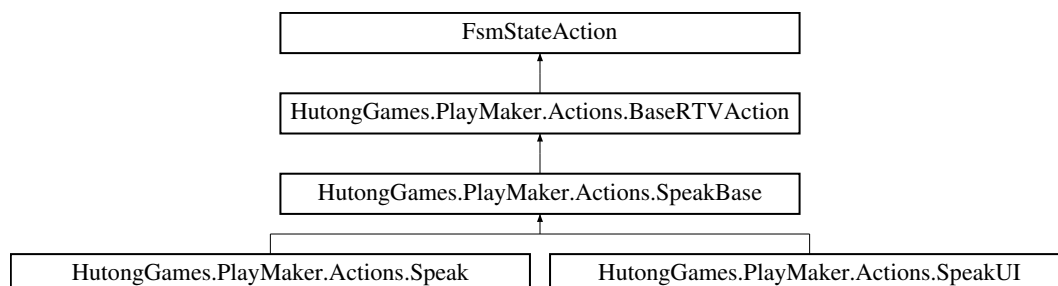 FsmStateAction
HutongGames.PlayMaker.Actions.BaseRTVAction
HutongGames.PlayMaker.Actions.SpeakBase
HutongGames.PlayMaker.Actions.Speak
HutongGames.PlayMaker.Actions.SpeakUI